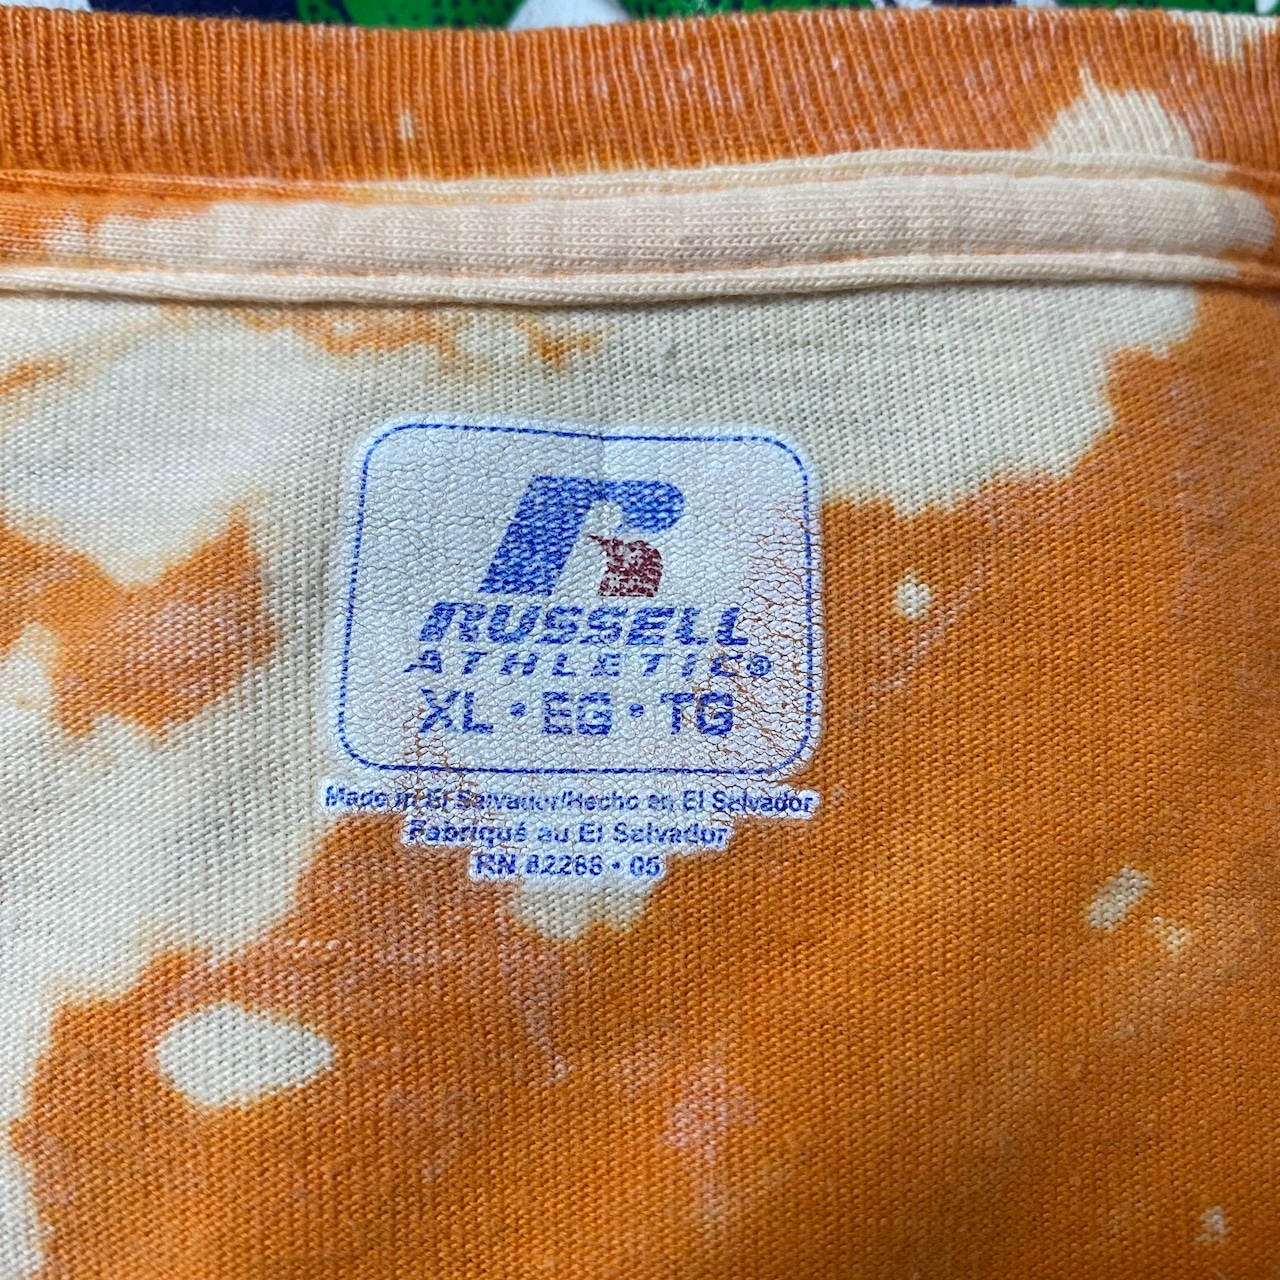 RUSSELL
ATHLETIC®
XL • EG • TG
Made in El Salvador/Hecho en El Salvador
Fabriqué au El Salvador
RN 82288 • 05